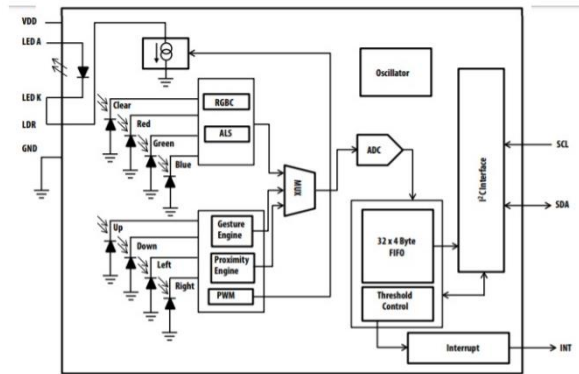 VDD
LED A
LED K
LDR
GND
Oscillator
Clear
Red
Green
Blue
RGBC
ALS
MUX
ADC
I²C Interface
SCL
SDA
Up
Down
Left
Right
Gesture
Engine
Proximity
Engine
PWM
32 x 4 Byte
FIFO
Threshold
Control
Interrupt
INT